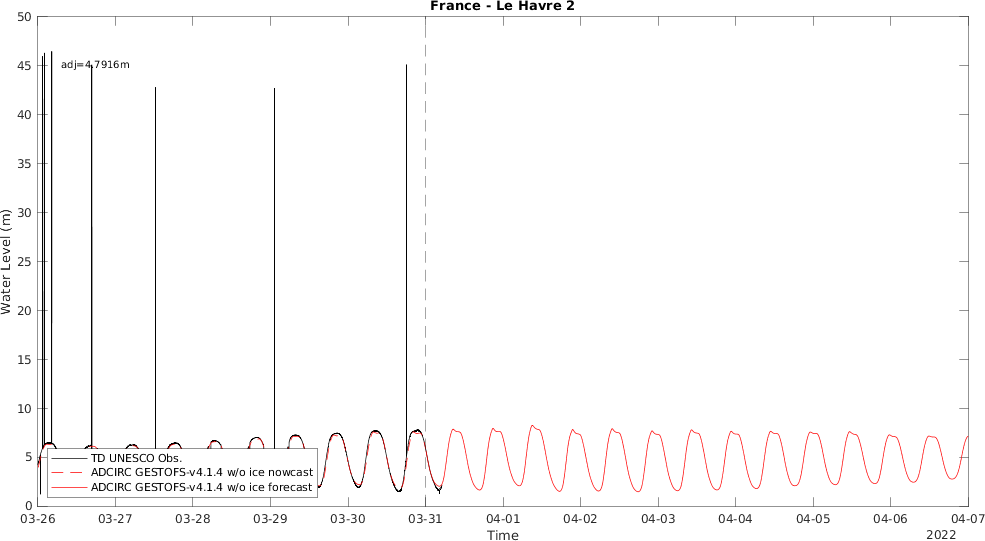 France - Le Havre 2
50
45
40
35
30
25
20
15
10
5
0
Water Level (m)
adj=4.7916m
TD UNESCO Obs.
ADCIRC GESTOFS-v4.1.4 w/o ice nowcast
ADCIRC GESTOFS-v4.1.4 w/o ice forecast
03-26 03-27 03-28 03-29 03-30 03-31 04-01 04-02 04-03 04-04 04-05 04-06 04-07
Time
2022